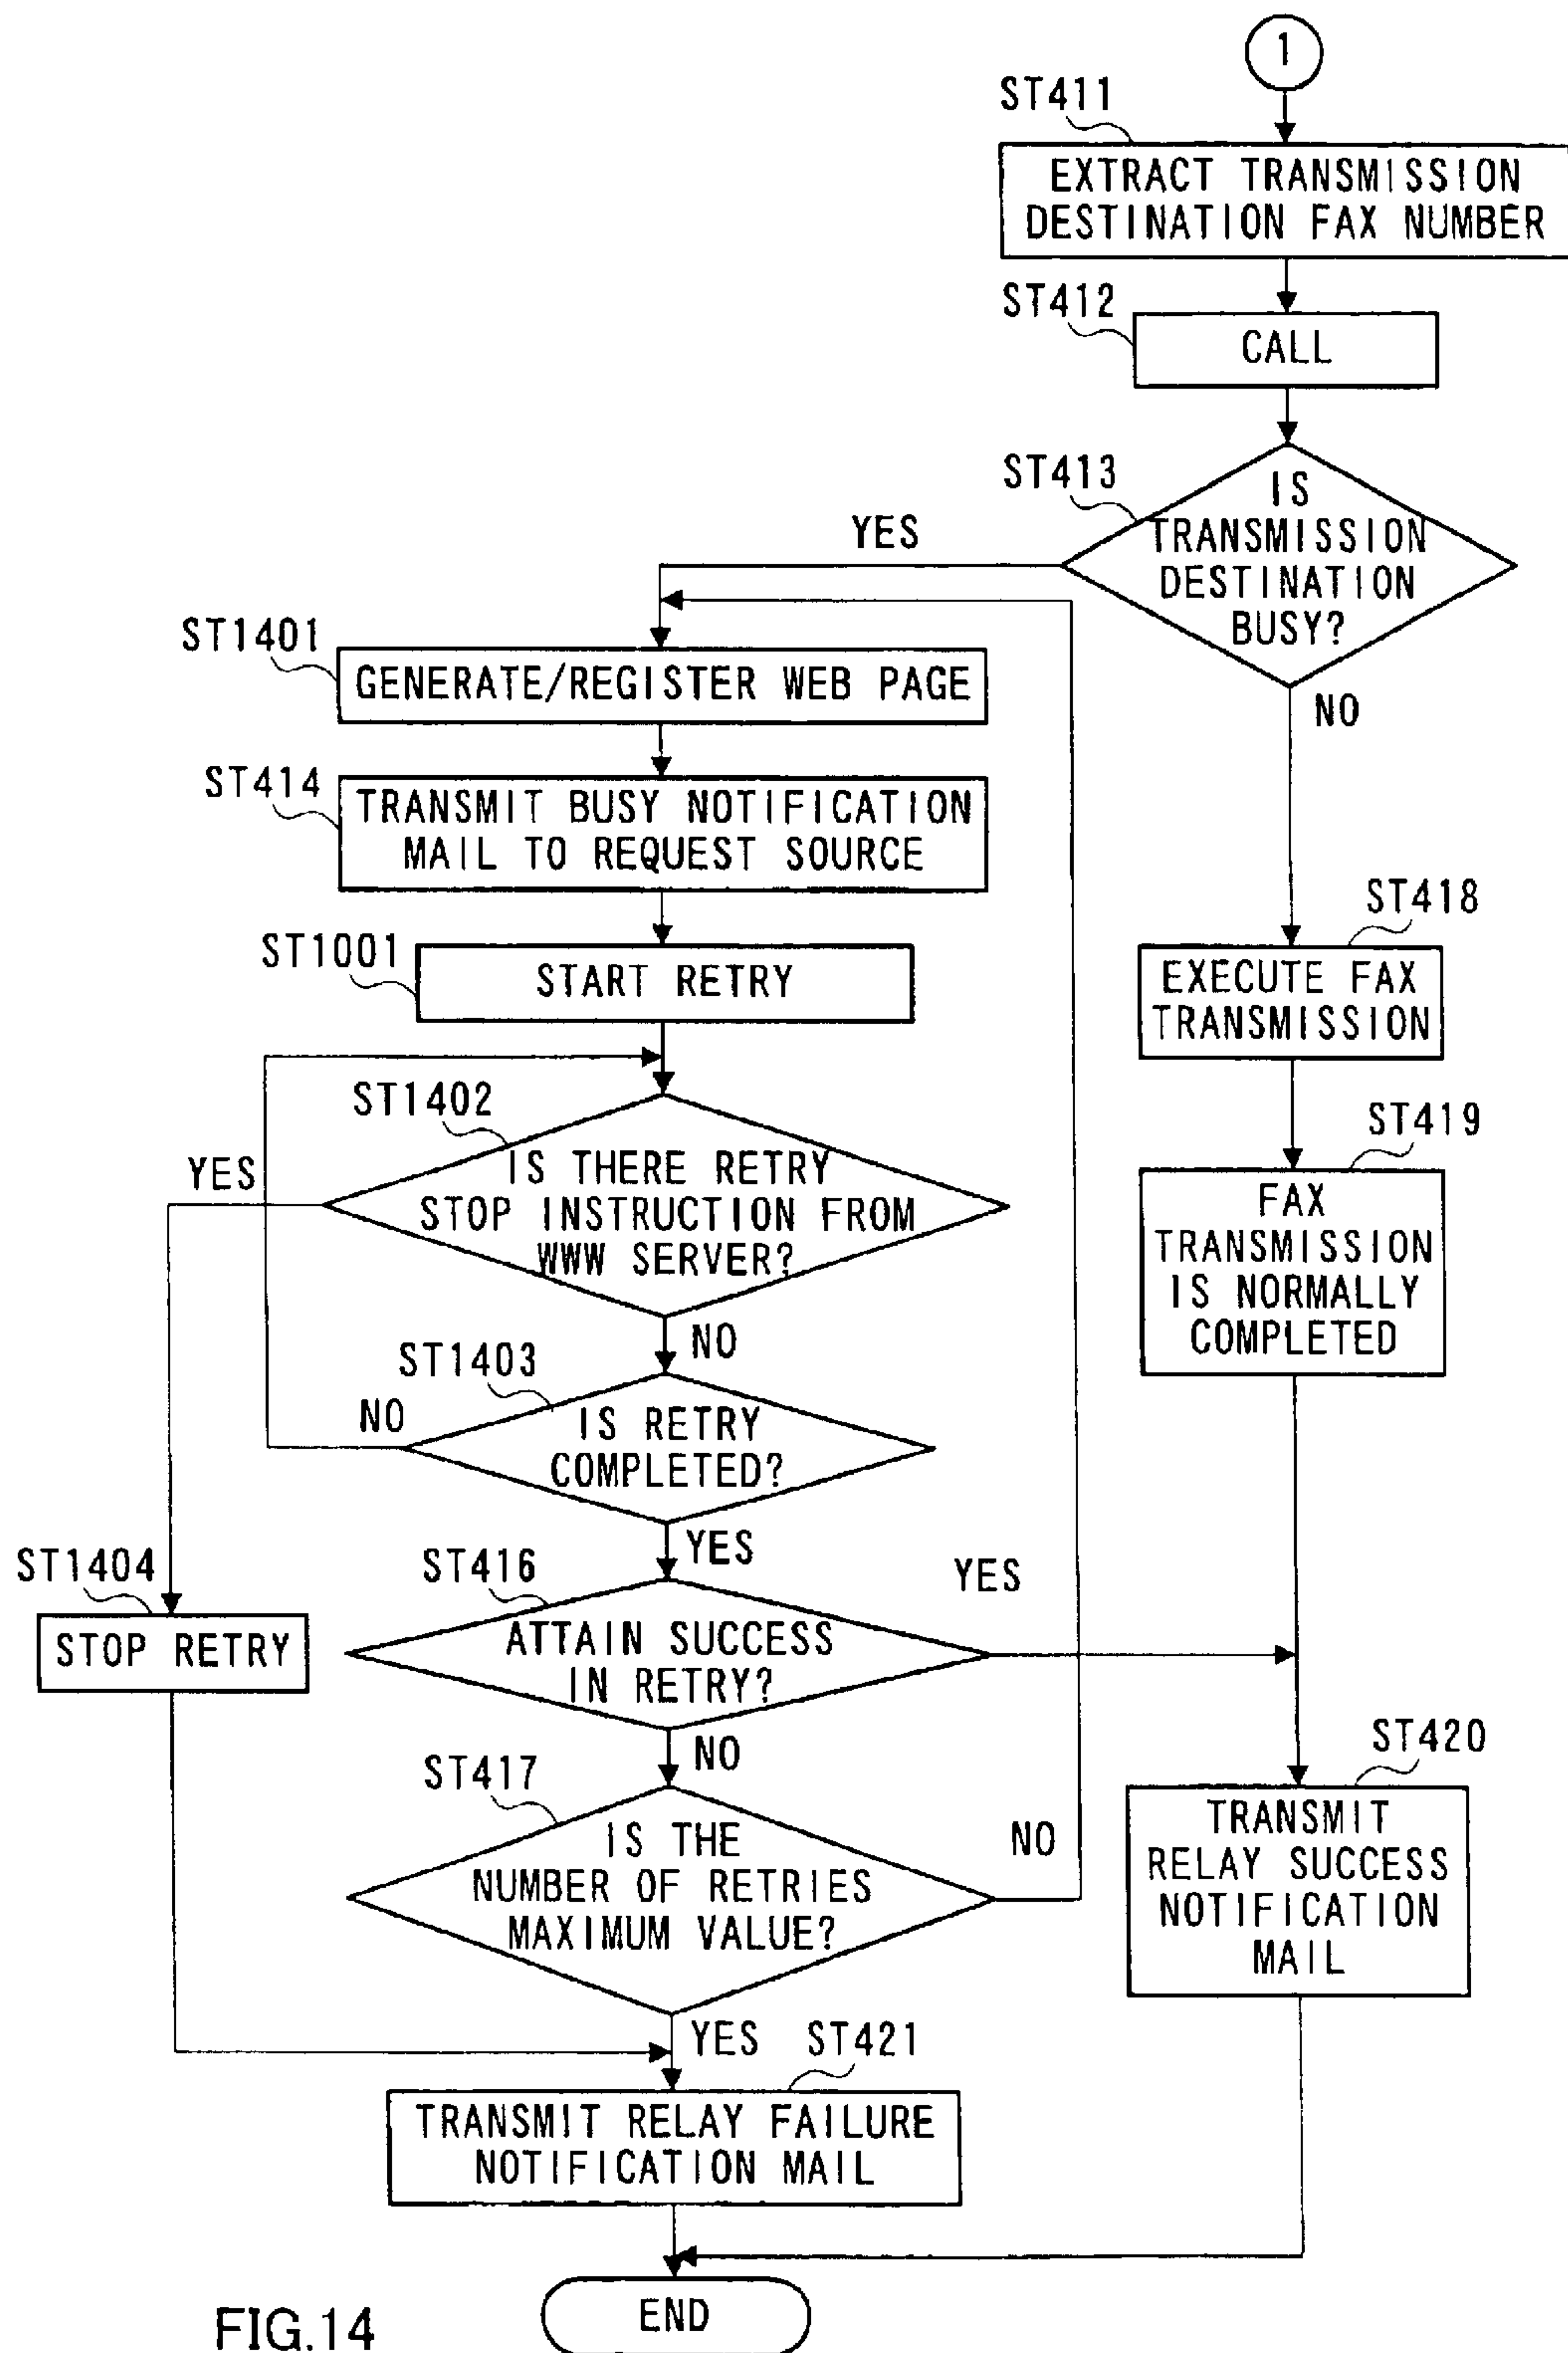 1
ST411
EXTRACT TRANSMISSION
DESTINATION FAX NUMBER
ST412
CALL
ST413
IS
TRANSMISSION
DESTINATION
BUSY?
YES
NO
ST1401
GENERATE/REGISTER WEB PAGE
ST414
TRANSMIT BUSY NOTIFICATION
MAIL TO REQUEST SOURCE
ST1001
START RETRY
ST418
EXECUTE FAX
TRANSMISSION
ST1402
IS THERE RETRY
STOP INSTRUCTION FROM
WWW SERVER?
YES
NO
ST419
FAX
TRANSMISSION
IS NORMALLY
COMPLETED
ST1403
IS RETRY
COMPLETED?
NO
YES
ST1404
STOP RETRY
ST416
ATTAIN SUCCESS
IN RETRY?
YES
NO
ST417
IS THE
NUMBER OF RETRIES
MAXIMUM VALUE?
NO
YES
ST420
TRANSMIT
RELAY SUCCESS
NOTIFICATION
MAIL
ST421
TRANSMIT RELAY FAILURE
NOTIFICATION MAIL
END
FIG.14